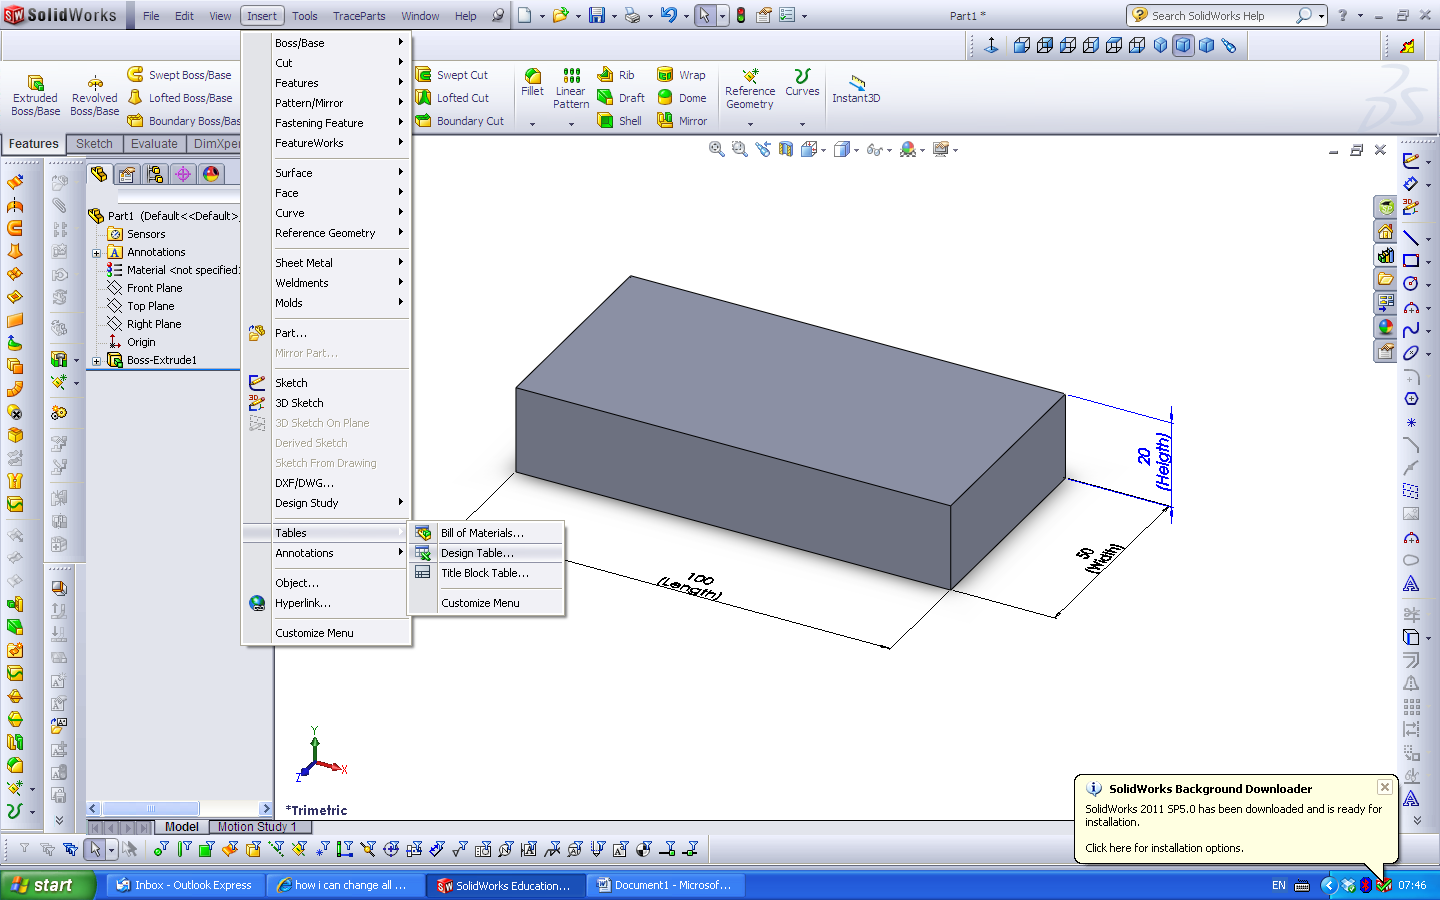 SolidWorks
File Edit View Insert Tools TraceParts Window Help
Part1 *
Search SolidWorks Help
Extruded Boss/Base
Revolved Boss/Base
Swept Boss/Base
Lofted Boss/Base
Boundary Bos/Bas
Swept Cut
Lofted Cut
Boundary Cut
Fillet
Linear Pattern
Rib
Draft
Shell
Wrap
Dome
Mirror
Reference Geometry
Curves
Instant3D
Features Sketch Evaluate DimXper
Part1 (Default<<Default>
Sensors
Annotations
Material <not specified>
Front Plane
Top Plane
Right Plane
Origin
Boss-Extrude1
Boss/Base
Cut
Features
Pattern/Mirror
Fastening Feature
FeatureWorks
Surface
Face
Curve
Reference Geometry
Sheet Metal
Weldments
Molds
Part...
Mirror Part...
Sketch
3D Sketch
3D Sketch On Plane
Derived Sketch
Sketch From Drawing
DXF/DWG...
Design Study
Tables
Annotations
Object...
Hyperlink...
Customize Menu
Bill of Materials...
Design Table...
Title Block Table...
Customize Menu
20
(Heigth)
50
(Width)
100
(Length)
Y
X
Z
*Trimetric
Model Motion Study 1
SolidWorks Background Downloader
SolidWorks 2011 SP5.0 has been downloaded and is ready for
installation.
Click here for installation options.
start
Inbox - Outlook Express
how i can change all ...
SolidWorks Education...
Document1 - Microsof...
EN
07:46